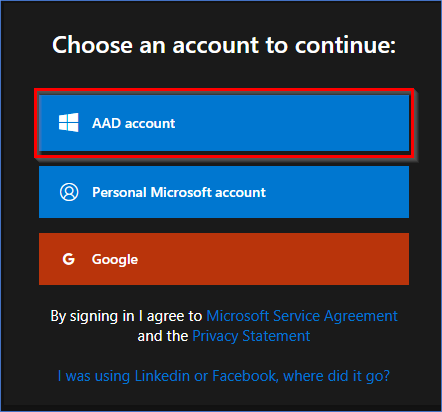 Choose an account to continue:
AAD account
Personal Microsoft account
G Google
By signing in I agree to Microsoft Service Agreement
and the Privacy Statement
I was using Linkedin or Facebook, where did it go?